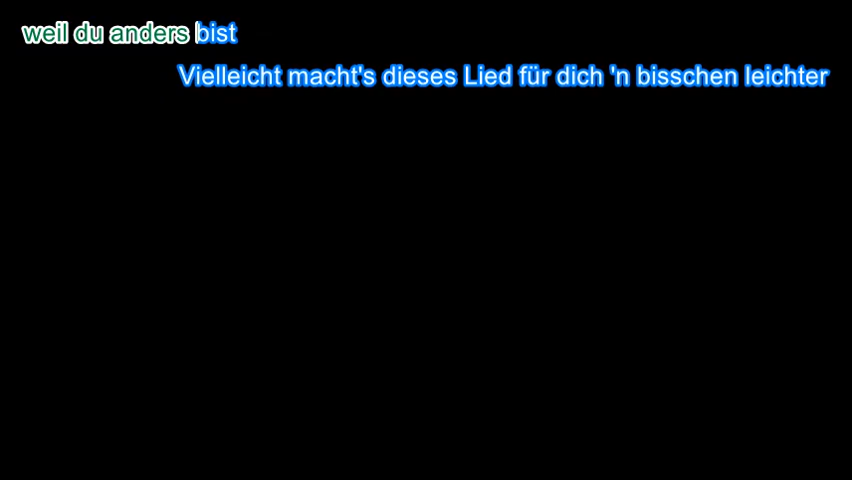 weil du anders bist
Vielleicht macht's dieses Lied für dich 'n bisschen leichter